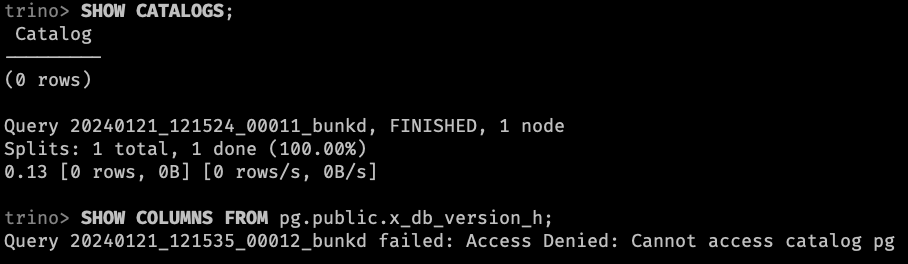 trino> SHOW CATALOGS;
 Catalog
---------
(0 rows)

Query 20240121_121524_00011_bunkd, FINISHED, 1 node
Splits: 1 total, 1 done (100.00%)
0.13 [0 rows, 0B] [0 rows/s, 0B/s]

trino> SHOW COLUMNS FROM pg.public.x_db_version_h;
Query 20240121_121535_00012_bunkd failed: Access Denied: Cannot access catalog pg